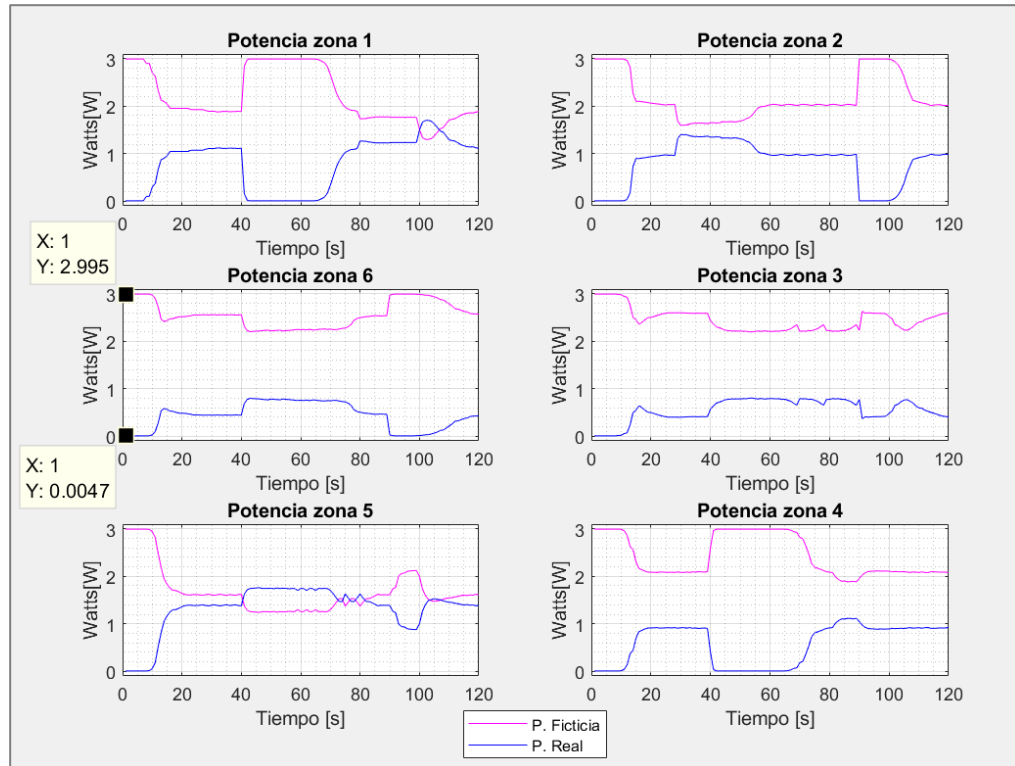 Potencia zona 1
Watts[W]
3
2
1
0
0 20 40 60 80 100 120
Tiempo [s]
Potencia zona 2
Watts[W]
3
2
1
0
0 20 40 60 80 100 120
Tiempo [s]
X: 1
Y: 2.995
Potencia zona 6
Watts[W]
3
2
1
0
0 20 40 60 80 100 120
Tiempo [s]
X: 1
Y: 0.0047
Potencia zona 3
Watts[W]
3
2
1
0
0 20 40 60 80 100 120
Tiempo [s]
Potencia zona 5
Watts[W]
3
2
1
0
0 20 40 60 80 100 120
Tiempo [s]
Potencia zona 4
Watts[W]
3
2
1
0
0 20 40 60 80 100 120
Tiempo [s]
P. Ficticia
P. Real